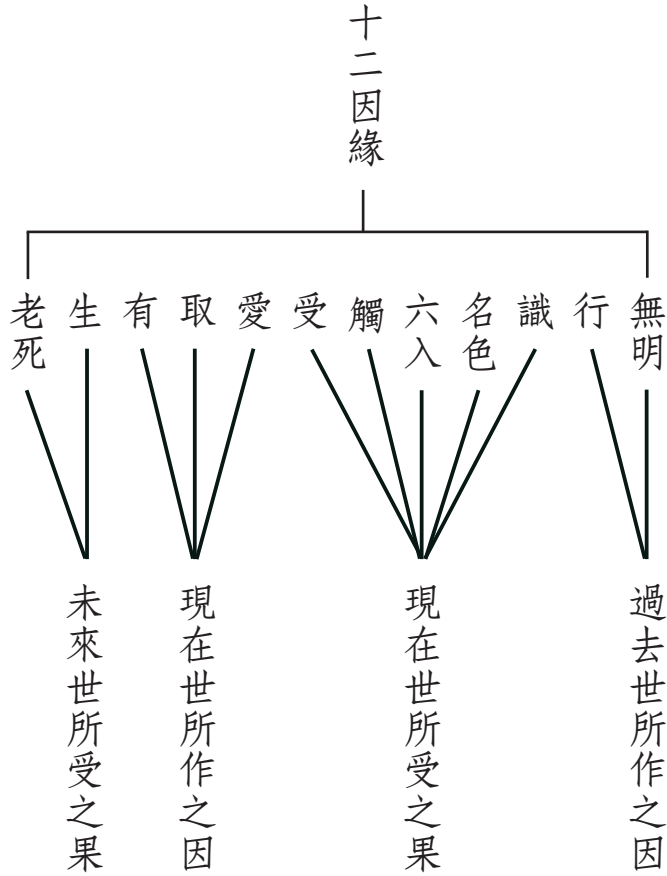 十二因緣
無明
行
識
名色
六入
觸
受
愛
取
有
生
老死
過去世所作之因
現在世所受之果
現在世所作之因
未來世所受之果